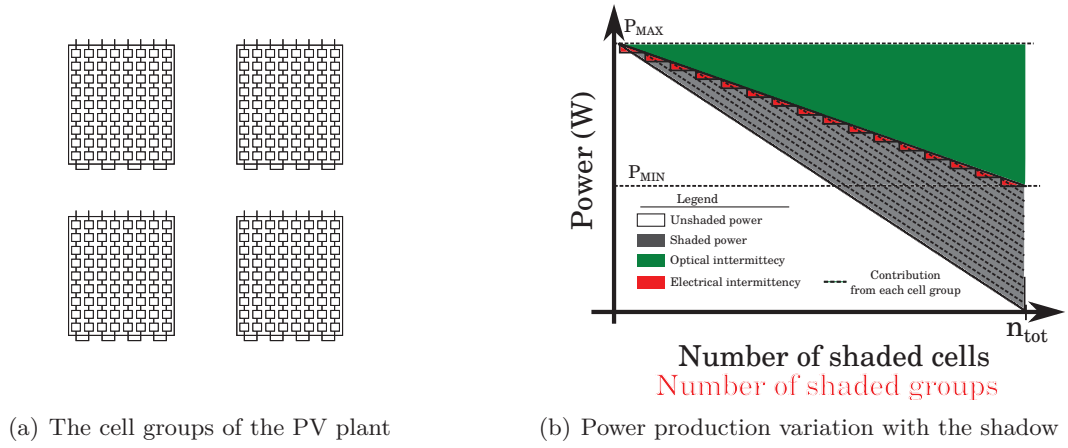 P_MAX
Power (W)
P_MIN
Legend
Unshaded power
Shaded power
Optical inttermittecy
Electrical intermittency
Contribution
from each cell group
n_tot
Number of shaded cells
Number of shaded groups
(a) The cell groups of the PV plant
(b) Power production variation with the shadow